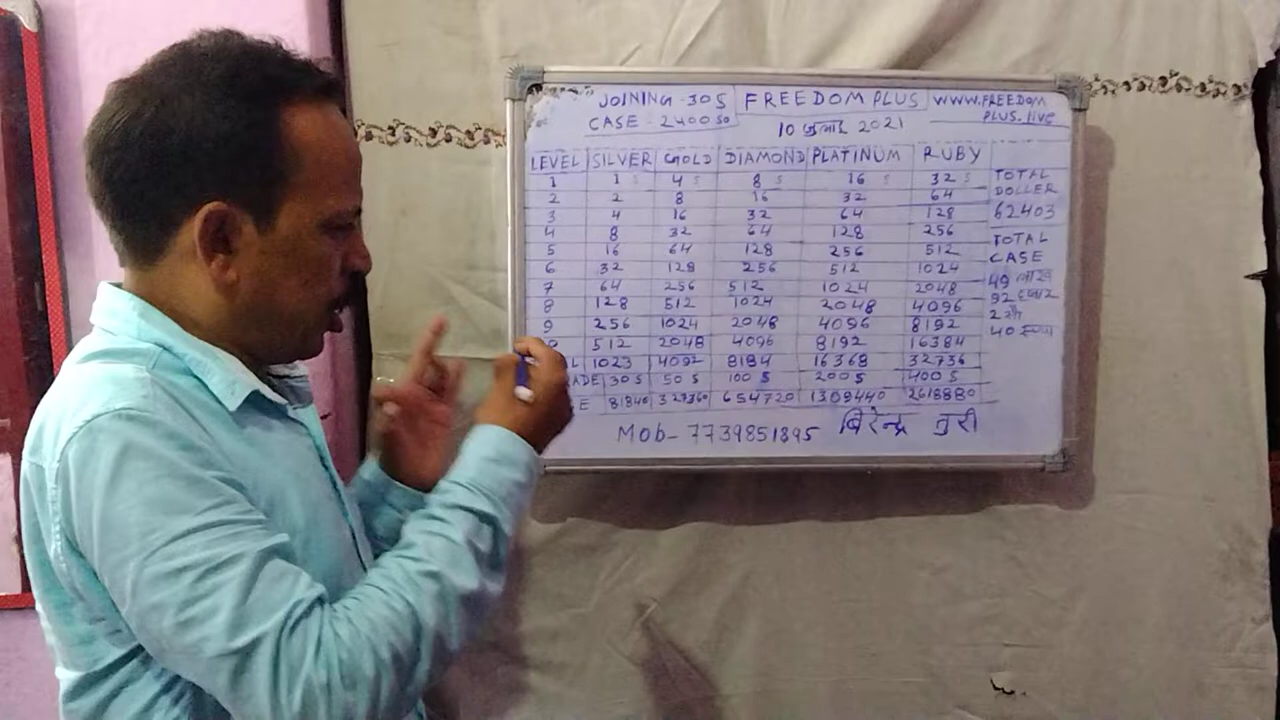 JOINING-30$ FREEDOM PLUS WWW.FREEDOM
CASE - 2400 रु 10 जुलाई 2021 PLUS.live
LEVEL SILVER GOLD DIAMOND PLATINUM RUBY
1 1 $ 4 $ 8 $ 16 $ 32 $ TOTAL
2 2 8 16 32 64 DOLLER
3 4 16 32 64 128 62403
4 8 32 64 128 256 TOTAL
5 16 64 128 256 512 CASE
6 32 128 256 512 1024 49 लाख
7 64 256 512 1024 2048 92 हजार
8 128 512 1024 2048 4096 2 सौ
9 256 1024 2048 4096 8192 40 रुपया
512 2048 4096 8192 16384
L 1023 4092 8184 16368 32736
ADE 30$ 50$ 100 $ 200$ 400 $
E 81840 327360 654720 1309440 2618880
Mob- 7739851895 बिरेन्द्र तुरी